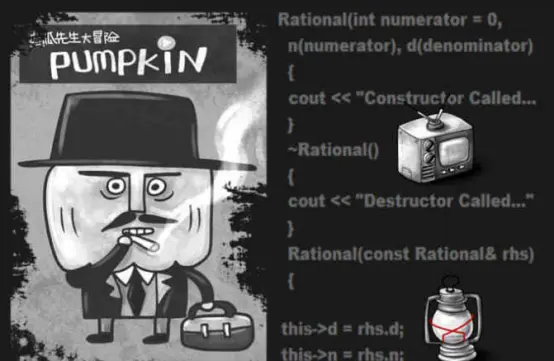 南瓜先生大冒险
PUMPKIN
Rational(int numerator = 0,
n(numerator), d(denominator)
{
cout << "Constructor Called...
}
~Rational()
{
cout << "Destructor Called..."
}
Rational(const Rational& rhs)
{
this->d = rhs.d;
this->n = rhs.n;